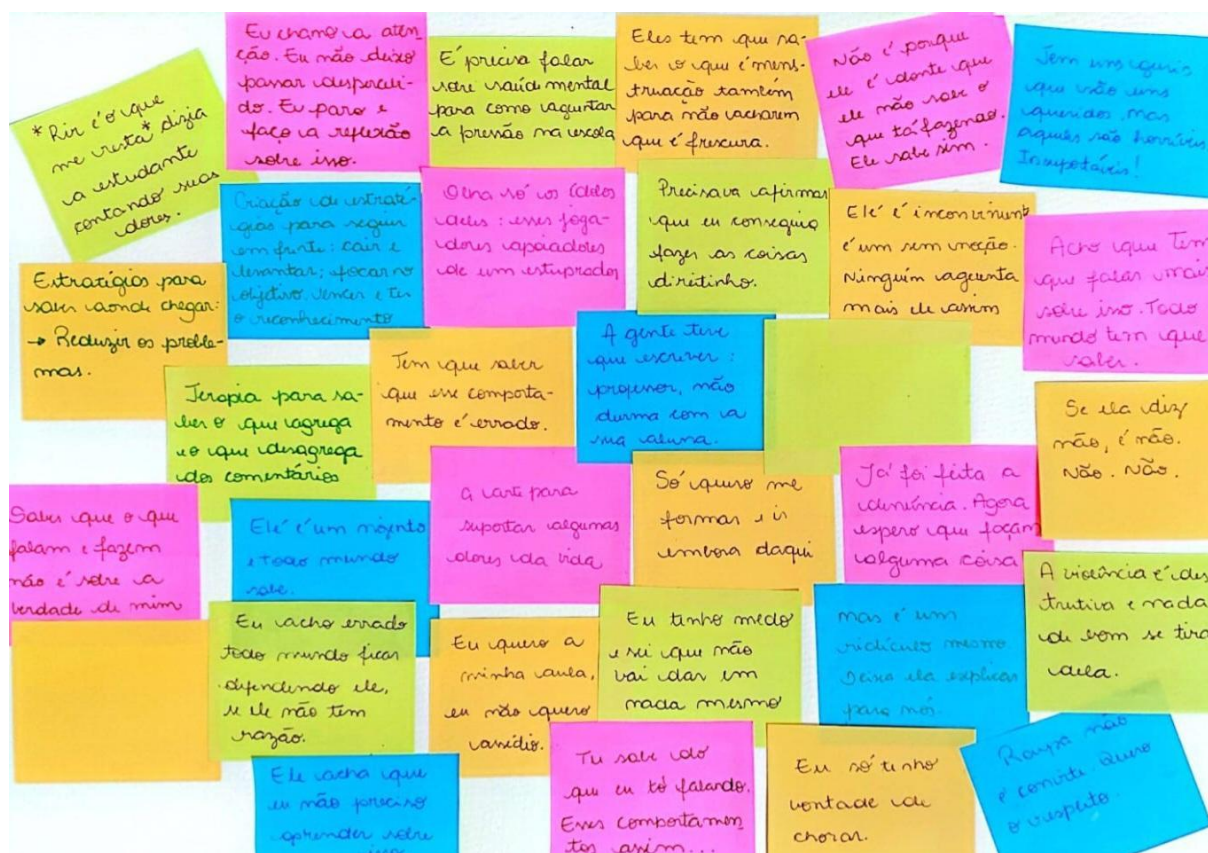 *Rir é o que
me resta* dizia
a estudante
contando suas
dores.
Eu chamo a aten-
ção. Eu não deixo
passar despercebi-
do. Eu paro e
faço a reflexão
sobre isso.
É preciso falar
sobre saúde mental
para como aguentar
a pressão na escola
Eles tem que sa-
ber o que é mens-
truação também
para não acharem
que é frescura.
Não é porque
ele é doente que
ele não sabe o
que tá fazendo.
Ele sabe sim.
Tem uns guris
que são uns
queridos, mas
aqueles são horríveis
Insuportáveis!
Estratégias para
saber aonde chegar:
→ Reduzir os proble-
mas.
Criação de estraté-
gias para seguir
em frente: cair e
levantar; focar no
objetivo, vencer e ter
o reconhecimento
Olha só os ídolos
deles: esses joga-
dores apoiadores
de um estuprador
Precisava afirmar
que eu conseguia
fazer as coisas
direitinho.
Ele é inconveniente
é um sem noção.
Ninguém aguenta
mais ele assim
Acho que tem
que falar mais
sobre isso. Todo
mundo tem que
saber.
Terapia para sa-
ber o que agrega
e o que desagrega
dos comentários
Tem que saber
que esse comporta-
mento é errado.
A gente teve
que escrever:
professor, não
durma com a
sua aluna.
Se ela diz
não, é não.
Não. Não.
Saber que o que
falam e fazem
não é sobre a
verdade de mim
Ele é um nojento
e todo mundo
sabe.
A arte para
suportar algumas
dores da vida
Só quero me
formar e ir
embora daqui
Já foi feita a
denúncia. Agora
espero que façam
alguma coisa
A violência é des
trutiva e nada
de bom se tira
dela.
Eu acho errado
todo mundo ficar
defendendo ele,
se ele não tem
razão.
Eu quero a
minha aula,
eu não quero
assédio.
Eu tenho medo
e sei que não
vai dar em
nada mesmo
mas é um
ridículo mesmo
Deixa ela explicar
para nós.
Ele acha que
eu não preciso
aprender sobre
Tu sabe do
que eu tô falando.
Esses comportamen
tos assim...
Eu só tenho
vontade de
chorar.
Roupa não
é convite. Quero
o respeito.